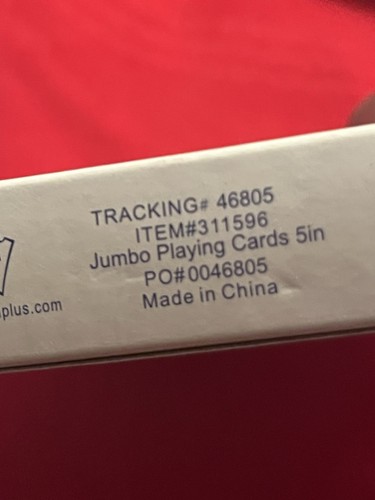 TRACKING# 46805
ITEM#311596
Jumbo Playing Cards 5in
PO#0046805
Made in China
plus.com